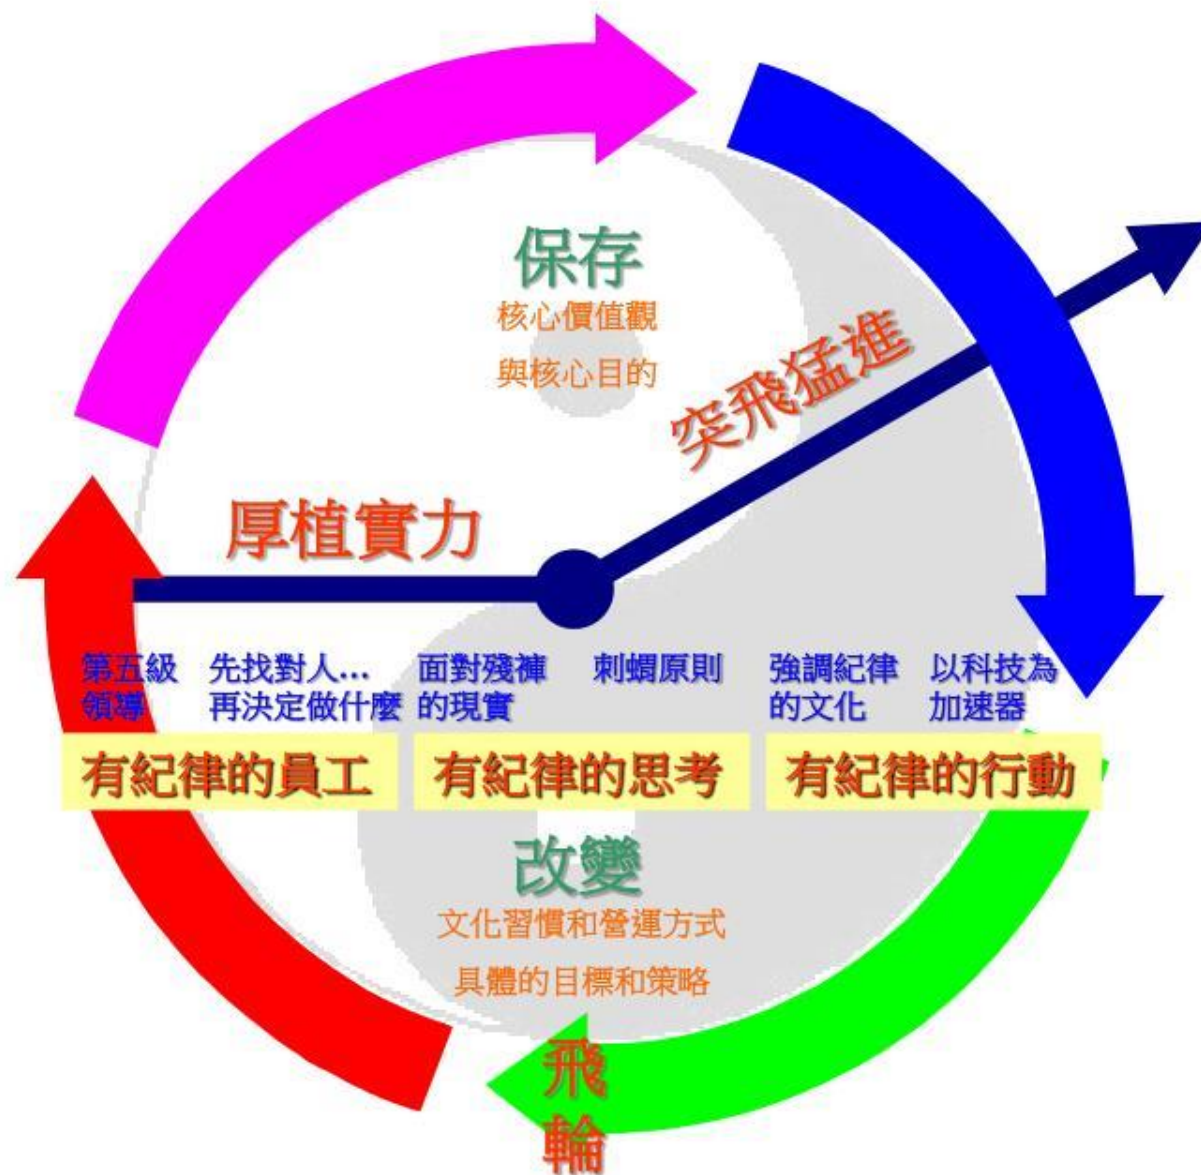 保存
核心價值觀
與核心目的
突飛猛進
厚植實力
第五級
領導
先找對人...
再決定做什麼
面對殘褲
的現實
刺蝟原則
強調紀律
的文化
以科技為
加速器
有紀律的員工
有紀律的思考
有紀律的行動
改變
文化習慣和營運方式
具體的目標和策略
飛
輪